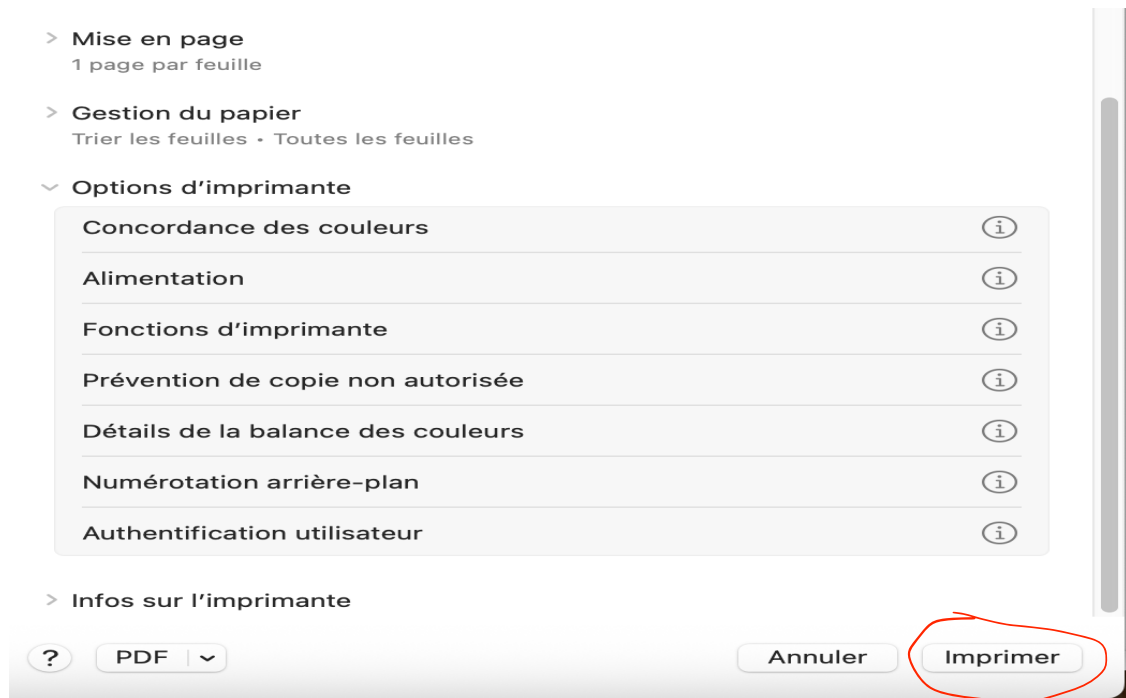 Mise en page
1 page par feuille
Gestion du papier
Trier les feuilles • Toutes les feuilles
Options d’imprimante
Concordance des couleurs
Alimentation
Fonctions d’imprimante
Prévention de copie non autorisée
Détails de la balance des couleurs
Numérotation arrière-plan
Authentification utilisateur
Infos sur l’imprimante
? PDF Annuler Imprimer